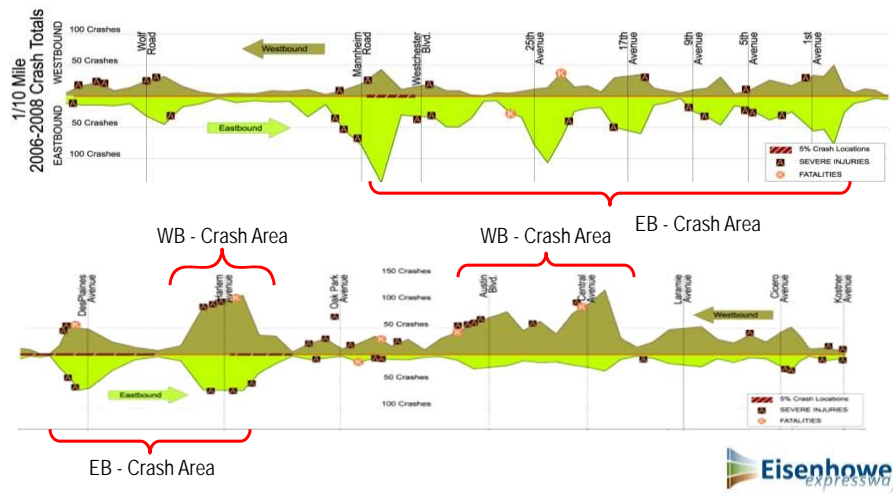 1/10 Mile
2006-2008 Crash Totals
WESTBOUND
EASTBOUND
100 Crashes
50 Crashes
50 Crashes
100 Crashes
Wolf
Road
Westbound
Mannheim
Road
Westchester
Blvd.
25th
Avenue
17th
Avenue
9th
Avenue
5th
Avenue
1st
Avenue
Eastbound
5% Crash Locations
A SEVERE INJURIES
K FATALITIES
EB - Crash Area
WB - Crash Area
WB - Crash Area
DesPlaines
Avenue
Harlem
Avenue
Oak Park
Avenue
150 Crashes
100 Crashes
50 Crashes
50 Crashes
100 Crashes
Austin
Blvd.
Central
Avenue
Laramie
Avenue
Cicero
Avenue
Kostner
Avenue
Westbound
Eastbound
5% Crash Locations
A SEVERE INJURIES
K FATALITIES
EB - Crash Area
Eisenhowe
expresswa